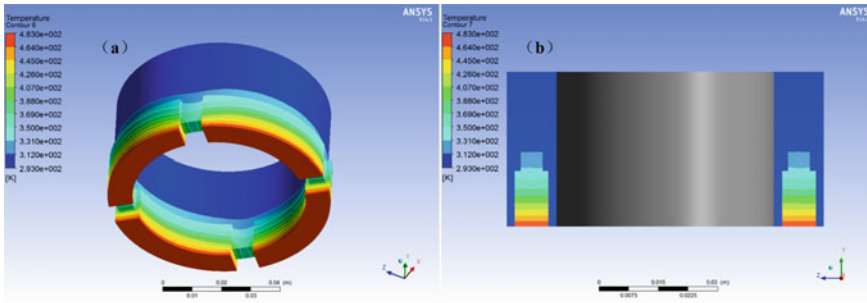 Temperature
Contour 6
4.830e+002
4.640e+002
4.450e+002
4.260e+002
4.070e+002
3.880e+002
3.690e+002
3.500e+002
3.310e+002
3.120e+002
2.930e+002
[K]
（a）
ANSYS
0 0.02 0.04 (m)
0.01 0.03
Z Y X
Temperature
Contour 7
4.830e+002
4.640e+002
4.450e+002
4.260e+002
4.070e+002
3.880e+002
3.690e+002
3.500e+002
3.310e+002
3.120e+002
2.930e+002
[K]
（b）
ANSYS
0 0.015 0.03 (m)
0.0075 0.0225
Z Y X